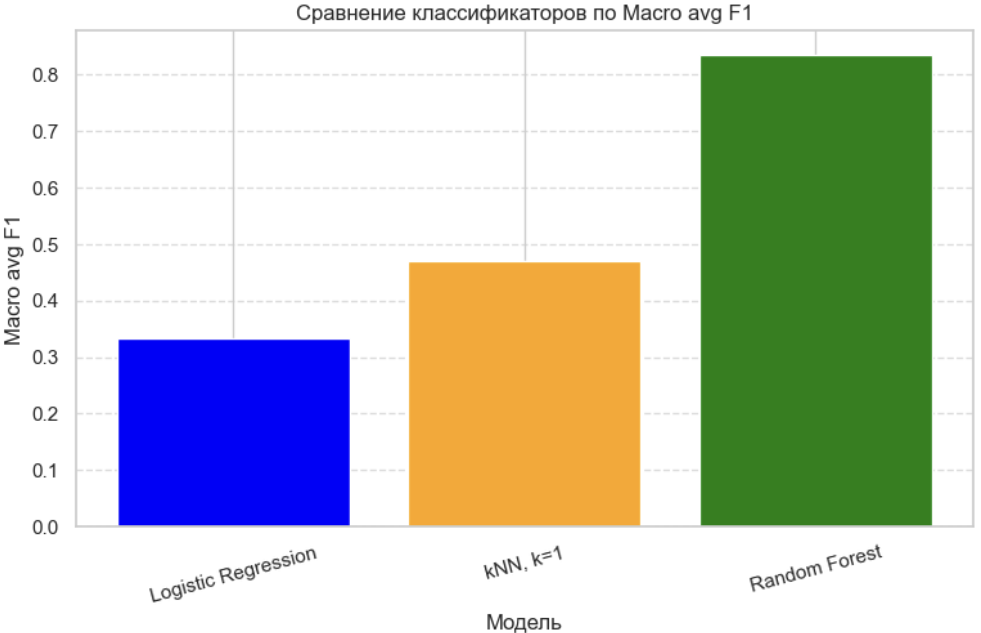 Сравнение классификаторов по Macro avg F1
Macro avg F1
0.8
0.7
0.6
0.5
0.4
0.3
0.2
0.1
0.0
Logistic Regression
kNN, k=1
Random Forest
Модель